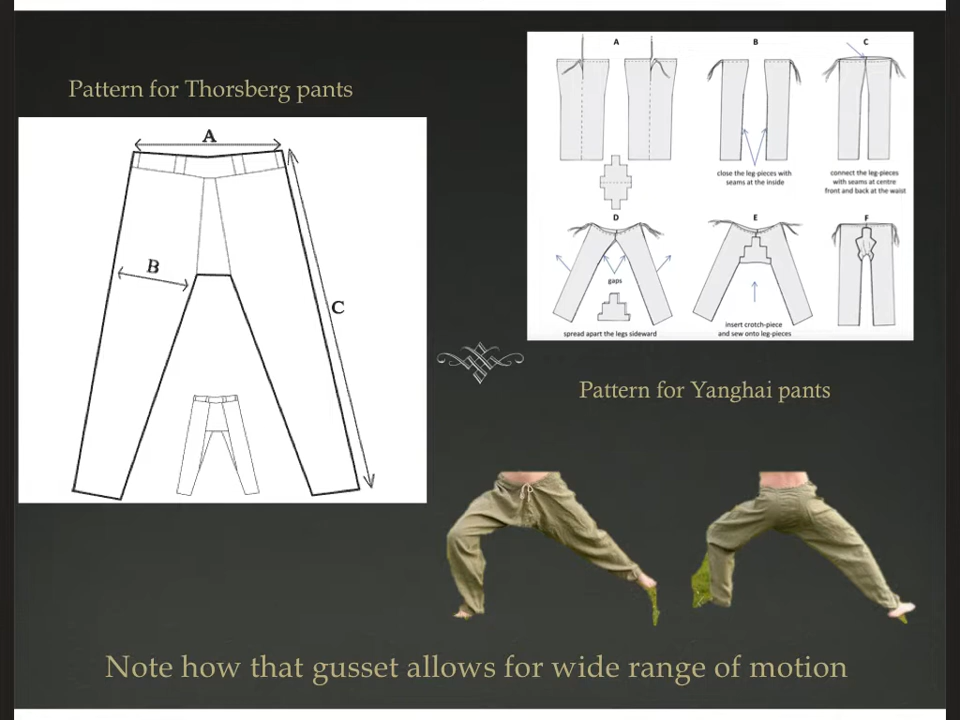 Pattern for Thorsberg pants
A
B
C
A
B
C
close the leg-pieces with
seams at the inside
connect the leg-pieces
with seams at centre
front and back at the waist
D
E
F
gaps
spread apart the legs sideward
insert crotch-piece
and sew onto leg-pieces
Pattern for Yanghai pants
Note how that gusset allows for wide range of motion